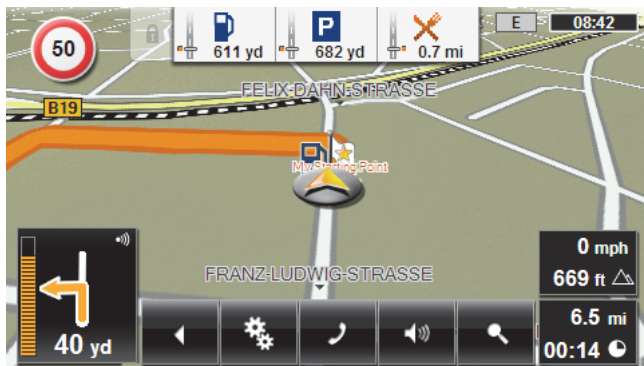 50
611 yd
P
682 yd
0.7 mi
E
08:42
FELIX-DAHN-STRASSE
B19
My Starting Point
FRANZ-LUDWIG-STRASSE
0 mph
669 ft
40 yd
6.5 mi
00:14